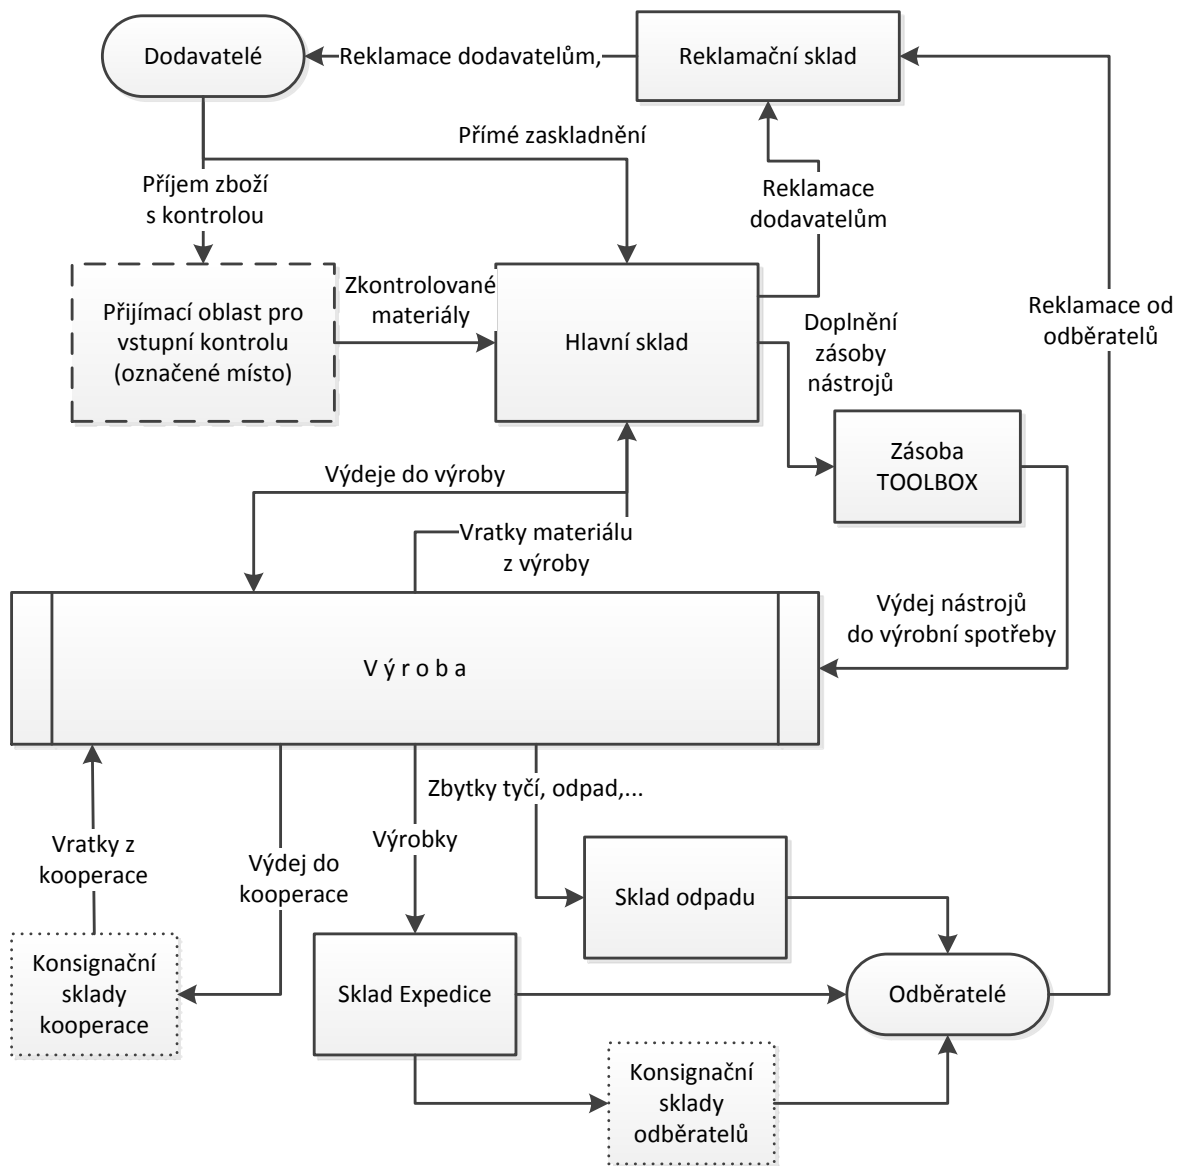 Dodavatelé
Reklamace dodavatelům,
Reklamační sklad
Přímé zaskladnění
Příjem zboží
s kontrolou
Reklamace
dodavatelům
Přijímací oblast pro
vstupní kontrolu
(označené místo)
Zkontrolované
materiály
Hlavní sklad
Doplnění
zásoby
nástrojů
Reklamace od
odběratelů
Zásoba
TOOLBOX
Výdeje do výroby
Vratky materiálu
z výroby
Výdej nástrojů
do výrobní spotřeby
V ý r o b a
Zbytky tyčí, odpad,...
Vratky z
kooperace
Výdej do
kooperace
Výrobky
Sklad odpadu
Konsignační
sklady
kooperace
Sklad Expedice
Odběratelé
Konsignační
sklady
odběratelů